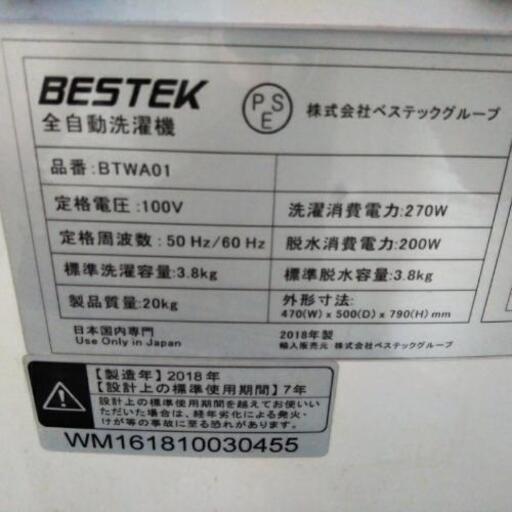 BESTEK
PSE
株式会社ベステックグループ
全自動洗濯機
品番:BTWA01
定格電圧:100V
洗濯消費電力:270W
定格周波数:50 Hz/60 Hz
脱水消費電力:200W
標準洗濯容量:3.8kg
標準脱水容量:3.8kg
製品質量:20kg
外形寸法:
470(W) x 500(D) x 790(H) mm
日本国内専門
Use Only in Japan
2018年製
輸入販売元 株式会社ベステックグループ
【製造年】2018年
【設計上の標準使用期間】7年
設計上の標準使用期間を越えてお使い
いただいた場合は、経年劣化による発火・
けが等の事故に至る恐れがあります。
WM161810030455